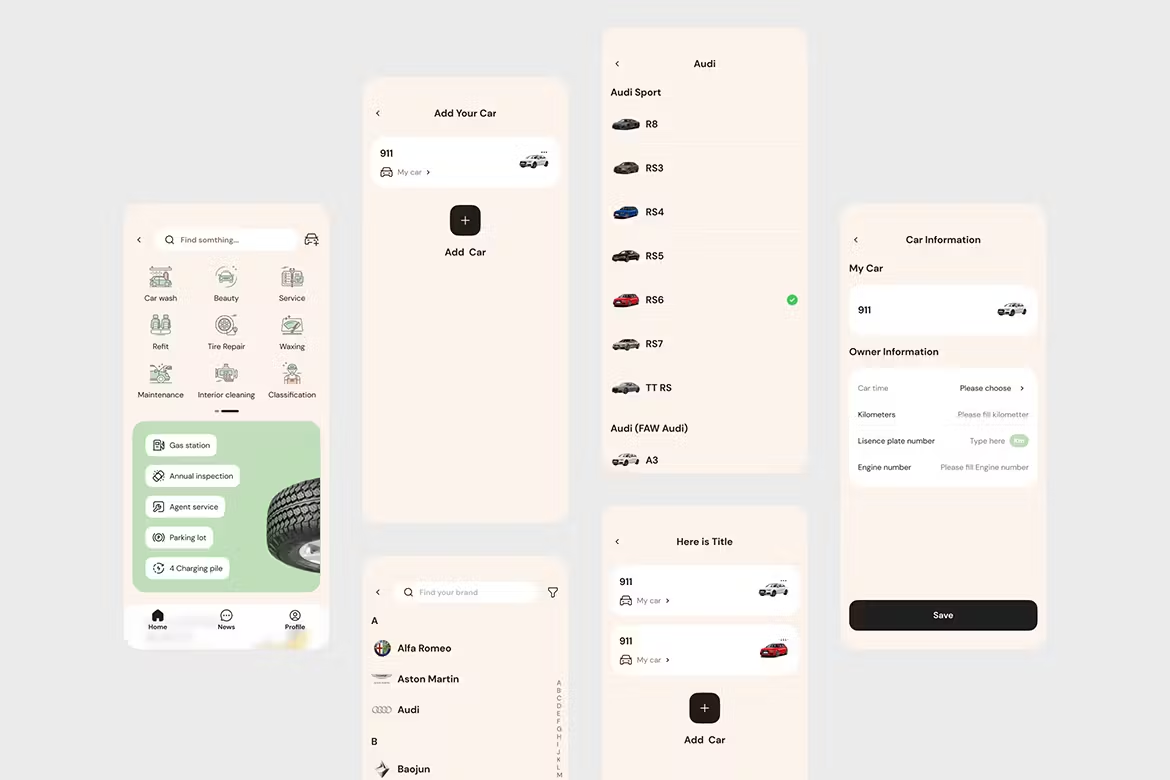 Find somthing...
Car wash
Beauty
Service
Refit
Tire Repair
Waxing
Maintenance
Interior cleaning
Classification
Gas station
Annual inspection
Agent service
Parking lot
4 Charging pile
Home
News
Profile
Add Your Car
911
My car
Add Car
Find your brand
A
Alfa Romeo
Aston Martin
Audi
B
Baojun
A
B
C
D
E
F
G
H
I
J
K
L
M
Audi
Audi Sport
R8
RS3
RS4
RS5
RS6
RS7
TT RS
Audi (FAW Audi)
A3
Here is Title
911
My car
911
My car
Add Car
Car Information
My Car
911
Owner Information
Car time Please choose
Kilometers Please fill kilometter
Lisence plate number Type here
Engine number Please fill Engine number
Save